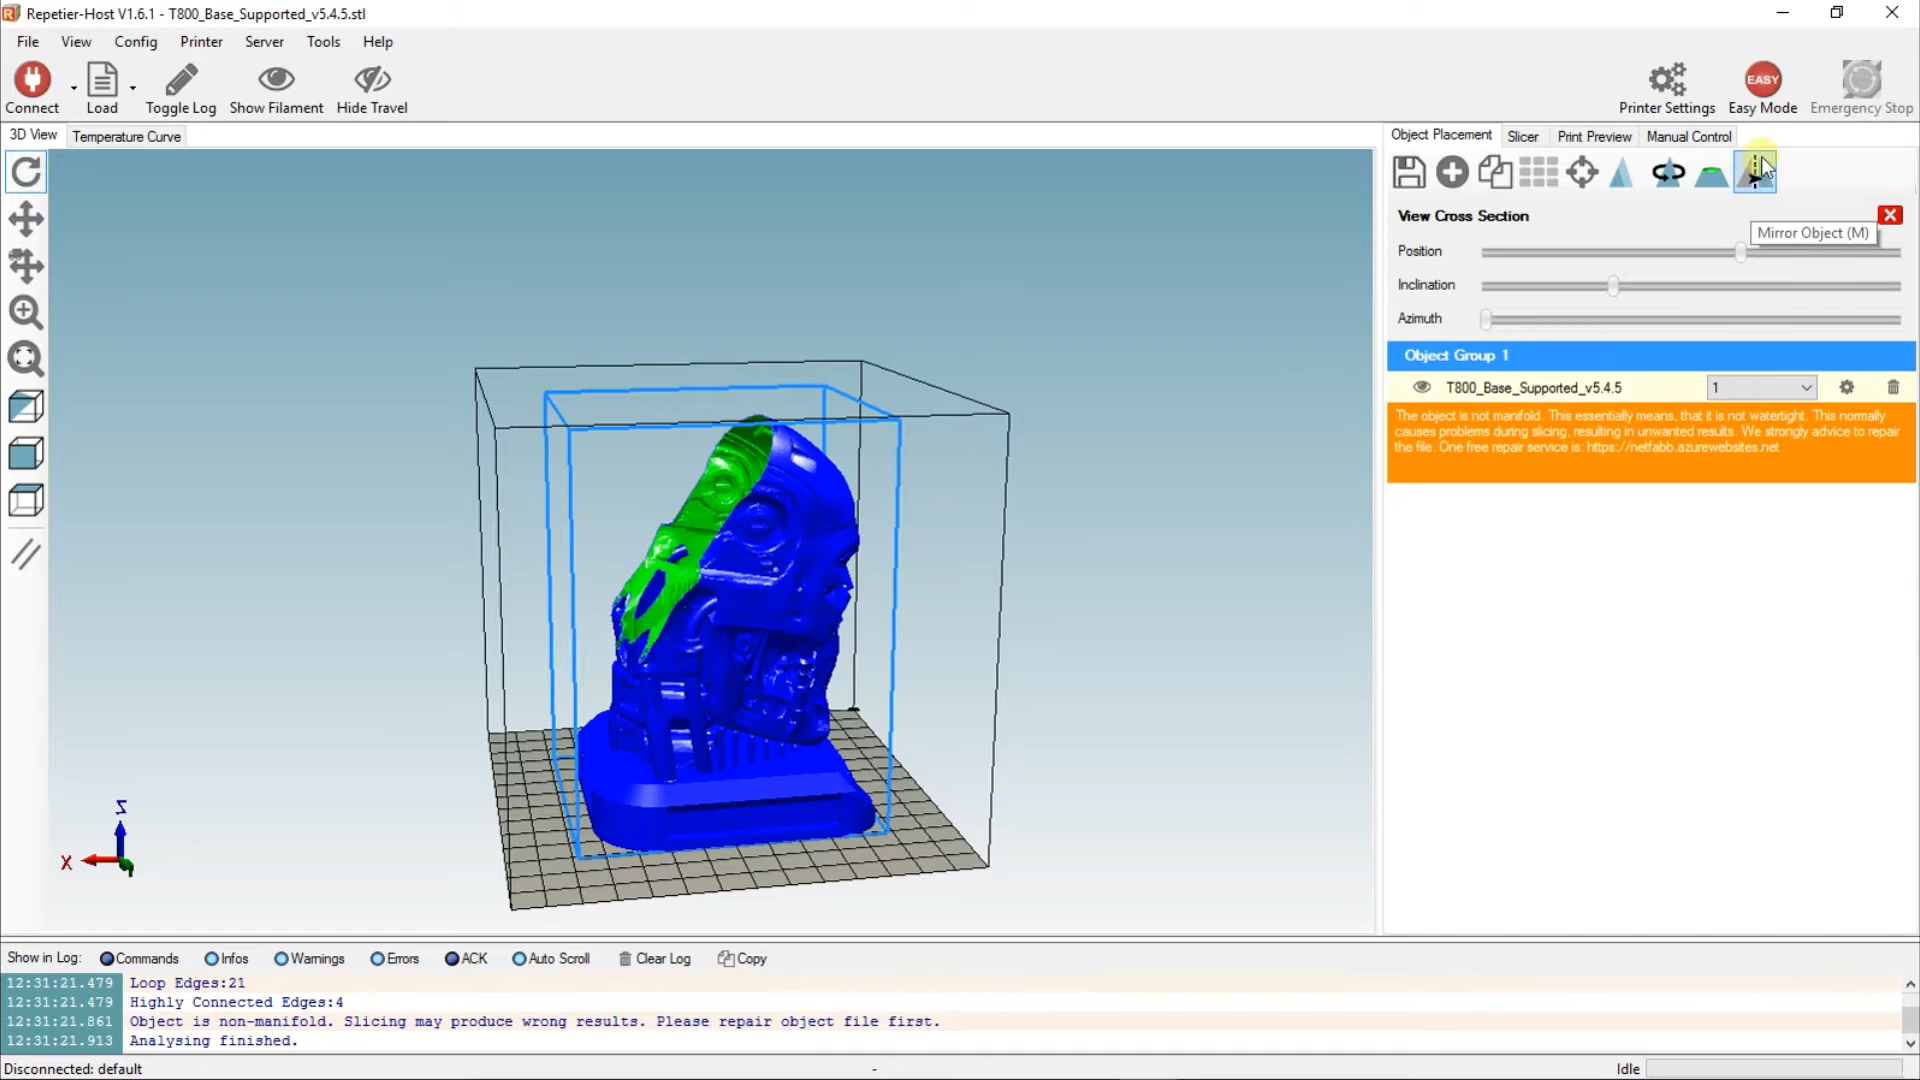 Repetier-Host V1.6.1 - T800_Base_Supported_v5.4.5.stl
File View Config Printer Server Tools Help
Connect Load Toggle Log Show Filament Hide Travel Printer Settings EASY Easy Mode Emergency Stop
3D View Temperature Curve
Object Placement Slicer Print Preview Manual Control
View Cross Section
Mirror Object (M)
Position
Inclination
Azimuth
Object Group 1
T800_Base_Supported_v5.4.5 1
The object is not manifold. This essentially means, that it is not watertight. This normally
causes problems during slicing, resulting in unwanted results. We strongly advice to repair
the file. One free repair service is: https://netfabb.azurewebsites.net
Z
X
Show in Log: Commands Infos Warnings Errors ACK Auto Scroll Clear Log Copy
12:31:21.479 Loop Edges:21
12:31:21.479 Highly Connected Edges:4
12:31:21.861 Object is non-manifold. Slicing may produce wrong results. Please repair object file first.
12:31:21.913 Analysing finished.
Disconnected: default - Idle